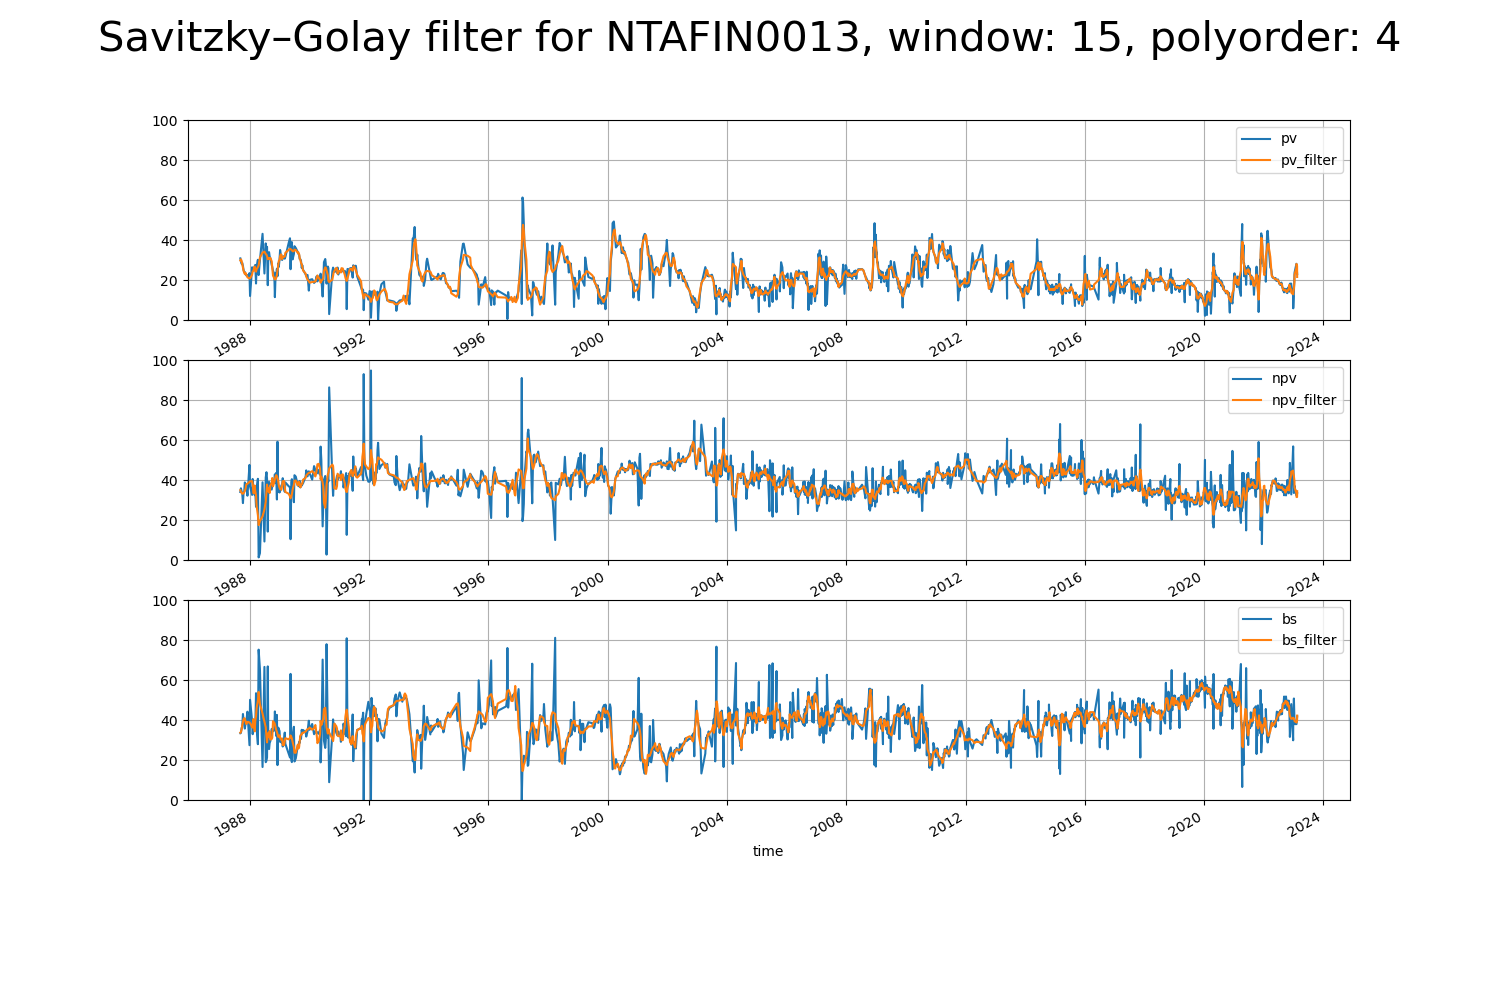 Savitzky–Golay filter for NTAFIN0013, window: 15, polyorder: 4
100
80
60
40
20
0
pv
pv_filter
1988 1992 1996 2000 2004 2008 2012 2016 2020 2024
100
80
60
40
20
0
npv
npv_filter
1988 1992 1996 2000 2004 2008 2012 2016 2020 2024
100
80
60
40
20
0
bs
bs_filter
1988 1992 1996 2000 2004 2008 2012 2016 2020 2024
time